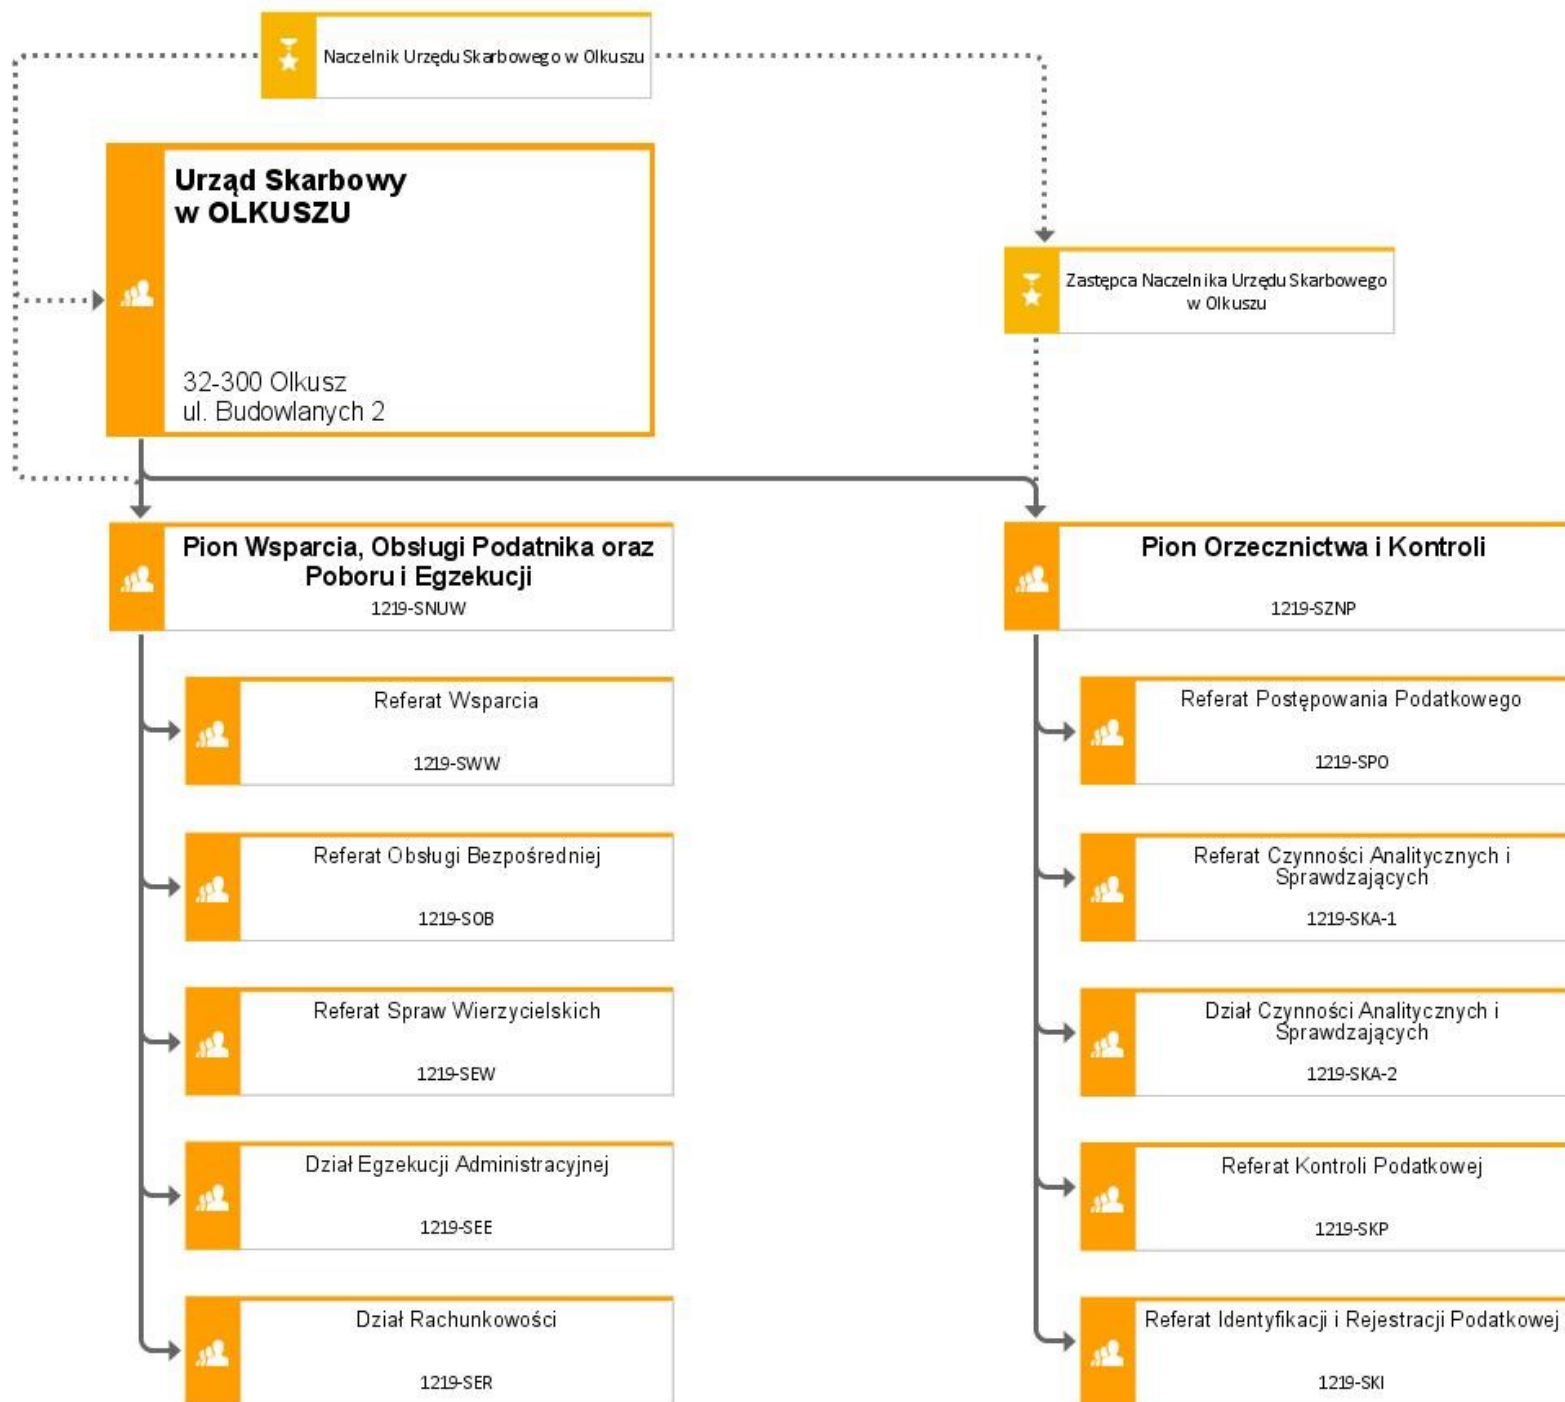 Naczelnik Urzędu Skarbowego w Olkuszu
Urząd Skarbowy
w OLKUSZU
32-300 Olkusz
ul. Budowlanych 2
Zastępca Naczelnika Urzędu Skarbowego
w Olkuszu
Pion Wsparcia, Obsługi Podatnika oraz
Poboru i Egzekucji
1219-SNUW
Referat Wsparcia
1219-SWW
Referat Obsługi Bezpośredniej
1219-SOB
Referat Spraw Wierzycielskich
1219-SEW
Dział Egzekucji Administracyjnej
1219-SEE
Dział Rachunkowości
1219-SER
Pion Orzecznictwa i Kontroli
1219-SZNP
Referat Postępowania Podatkowego
1219-SPO
Referat Czynności Analitycznych i
Sprawdzających
1219-SKA-1
Dział Czynności Analitycznych i
Sprawdzających
1219-SKA-2
Referat Kontroli Podatkowej
1219-SKP
Referat Identyfikacji i Rejestracji Podatkowej
1219-SKI